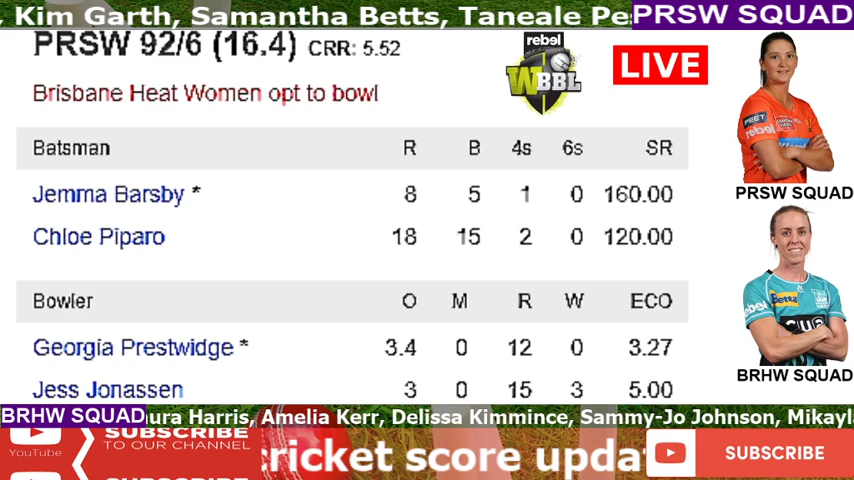 , Kim Garth, Samantha Betts, Taneale Pe
PRSW SQUAD
PRSW 92/6 (16.4) CRR: 5.52
rebel
WBBL
LIVE
Brisbane Heat Women opt to bowl
Batsman R B 4s 6s SR
Jemma Barsby * 8 5 1 0 160.00
Chloe Piparo 18 15 2 0 120.00
PRSW SQUAD
Bowler O M R W ECO
Georgia Prestwidge * 3.4 0 12 0 3.27
Jess Jonassen 3 0 15 3 5.00
rebel
Betta
BRHW SQUAD
BRHW SQUAD
ura Harris, Amelia Kerr, Delissa Kimmince, Sammy-Jo Johnson, Mikayl
YouTube
SUBSCRIBE
TO OUR CHANNEL
cricket score upda
SUBSCRIBE